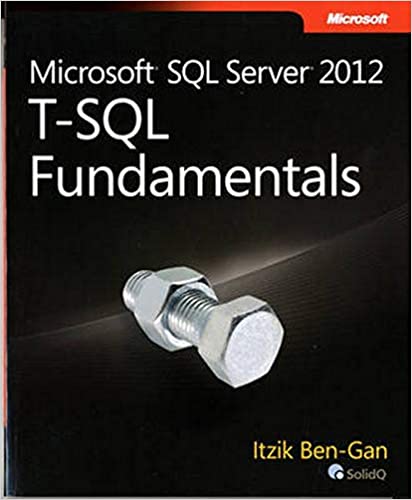 Microsoft
Microsoft® SQL Server® 2012
T-SQL
Fundamentals
Itzik Ben-Gan
SolidQ